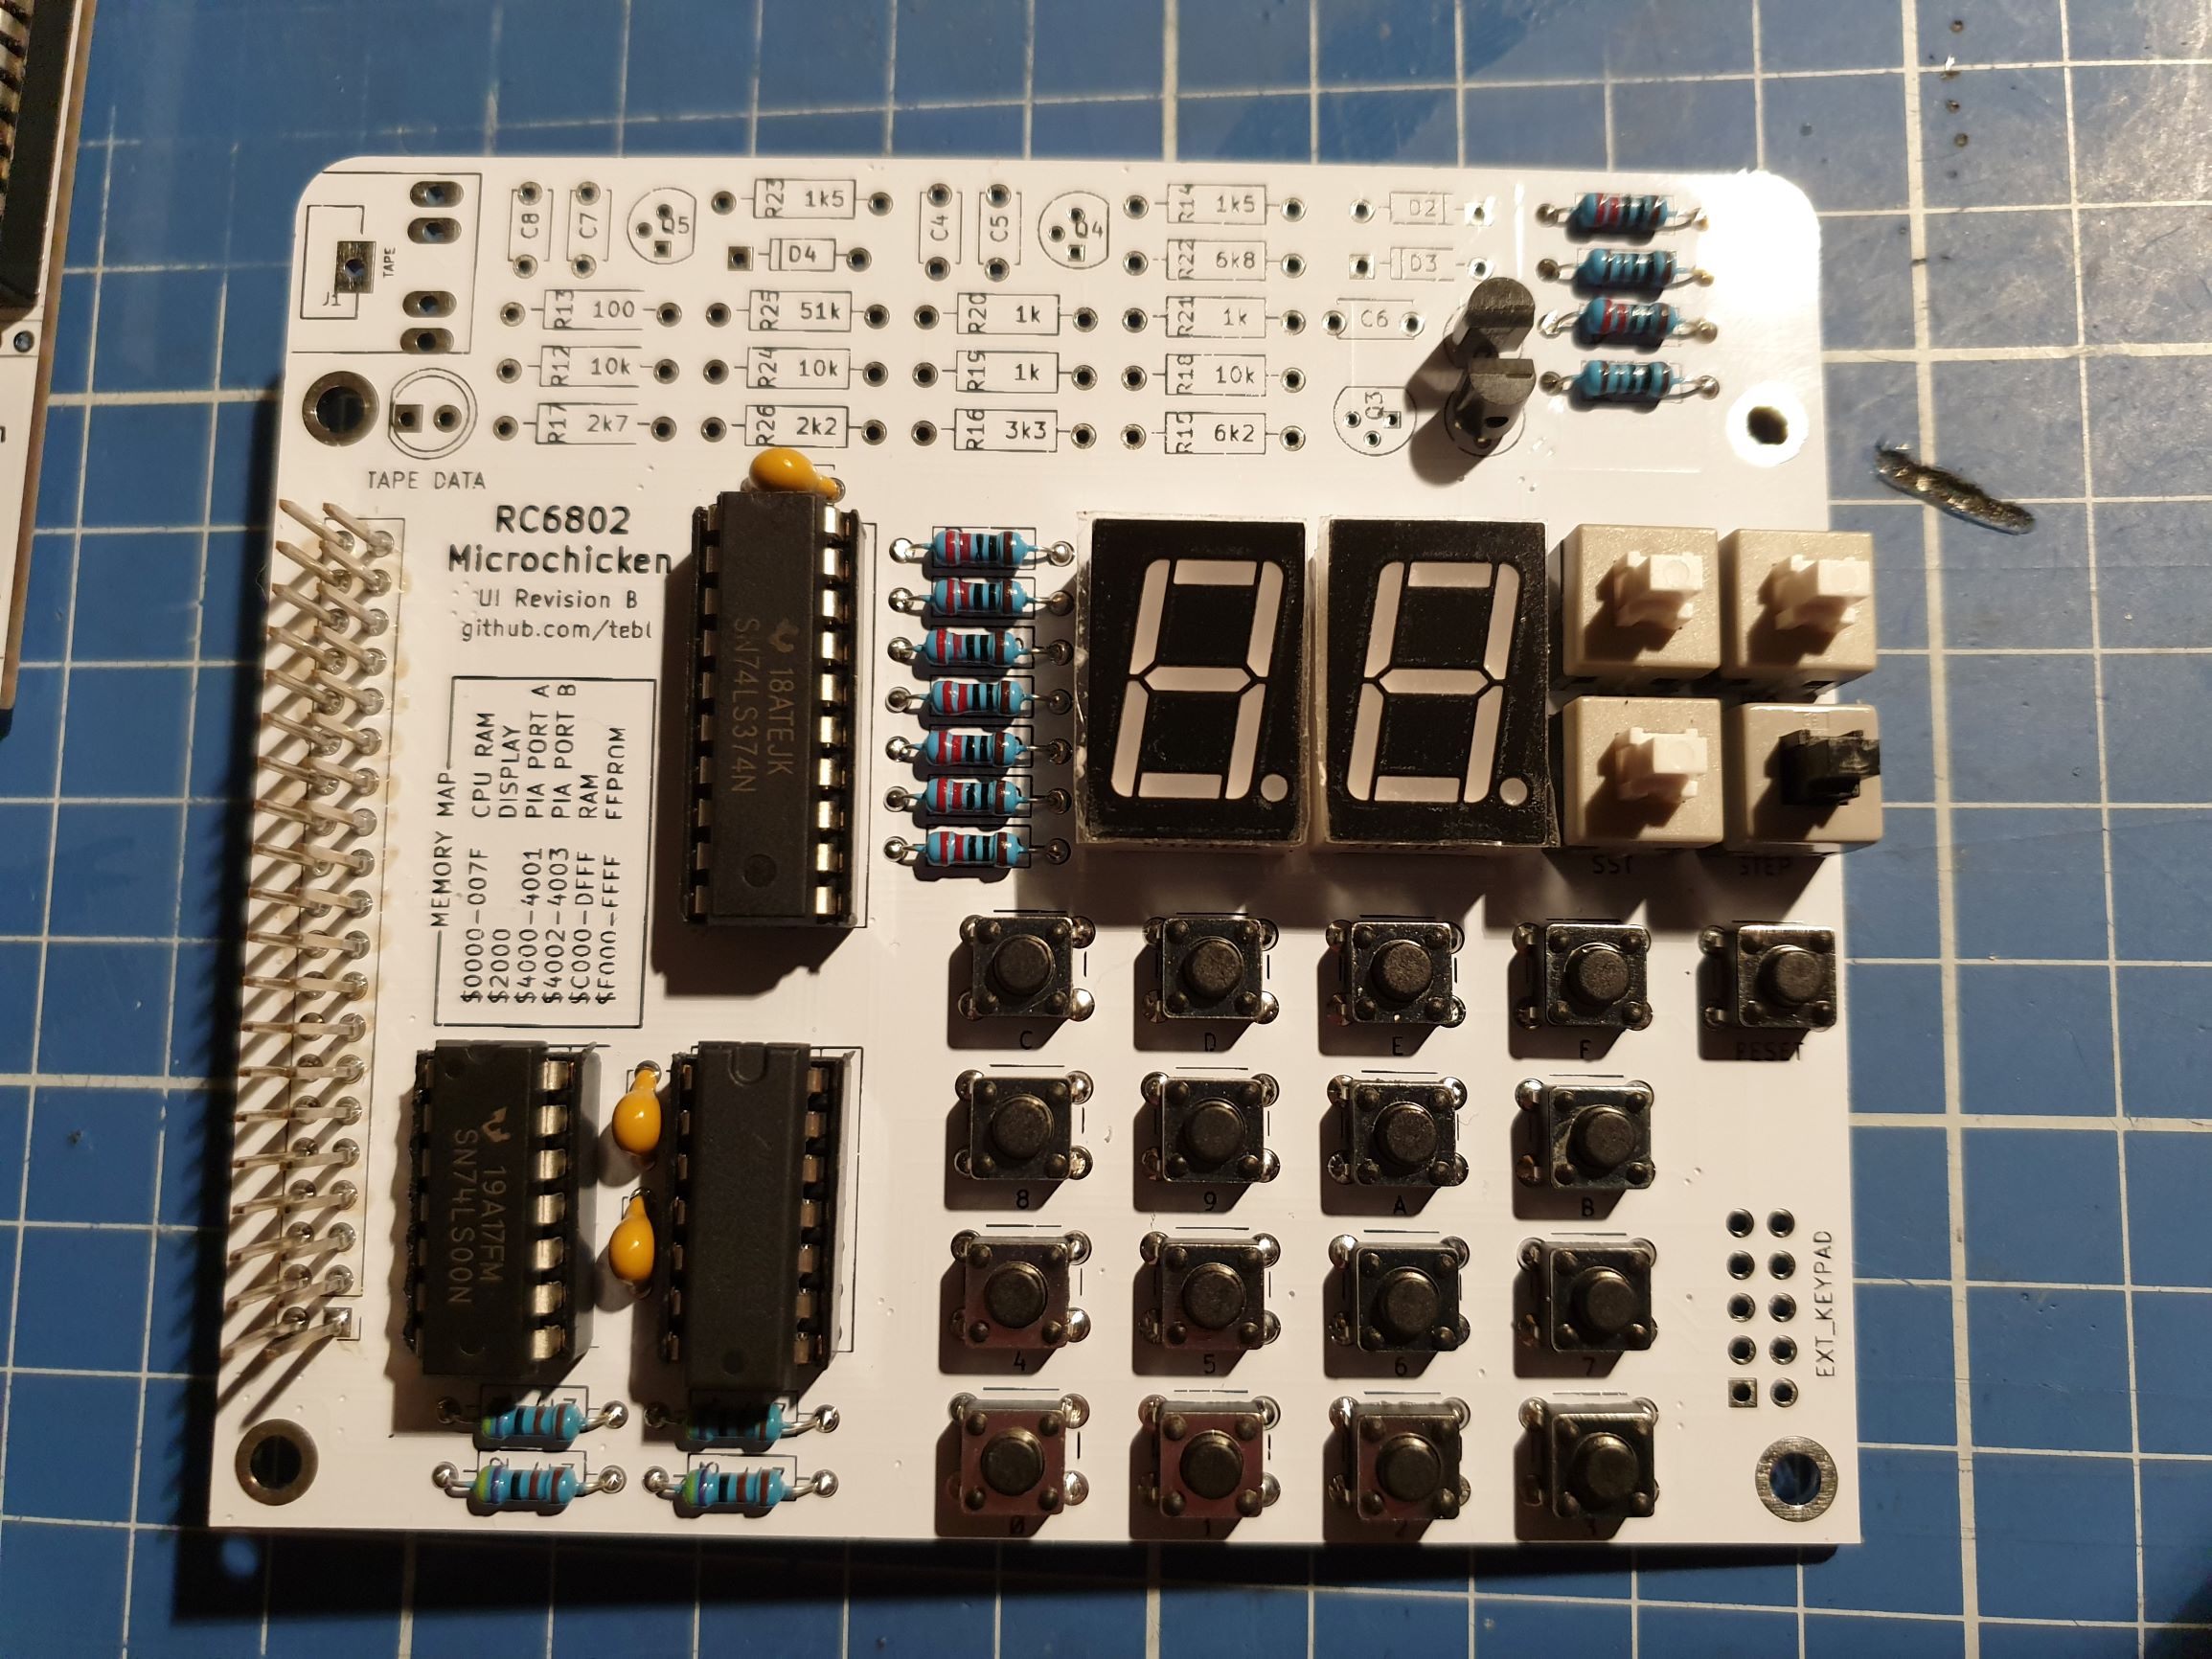 C8
C7
Q5
R23 1k5
C4
C5
Q4
R14 1k5
D2
D4
R22 6k8
D3
J1
TAPE
R13 100
R25 51k
R20 1k
R21 1k
C6
R12 10k
R24 10k
R19 1k
R18 10k
R17 2k7
R26 2k2
R16 3k3
R15 6k2
Q3
TAPE DATA
RC6802
Microchicken
UI Revision B
github.com/tebl
MEMORY MAP
$0000-007F CPU RAM
$2000 DISPLAY
$4000-4001 PIA PORT A
$4002-4003 PIA PORT B
$C000-DFFF RAM
$F000-FFFF FFPROM
18ATEJK
SN74LS374N
SST
STEP
C
D
E
F
RESET
19A17FM
SN74LS00N
8
9
A
B
4
5
6
7
EXT_KEYPAD
0
1
2
3